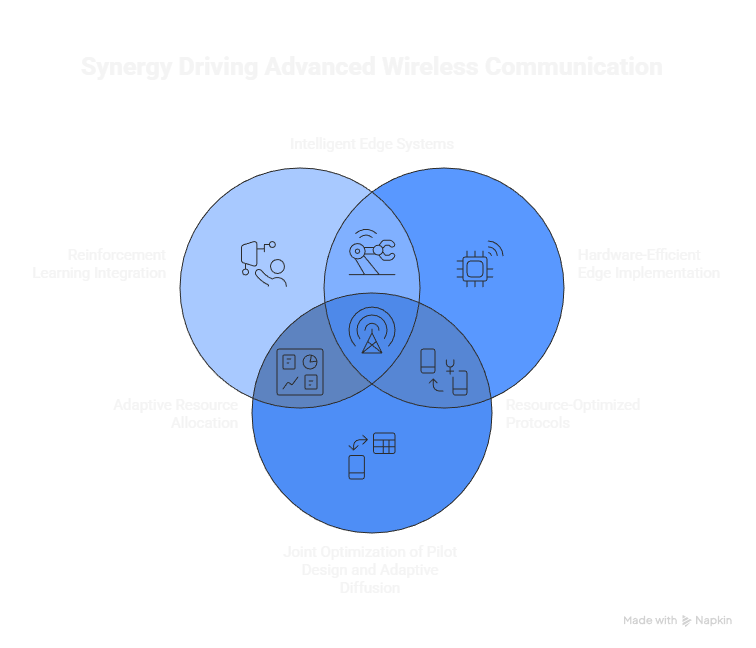 Synergy Driving Advanced Wireless Communication
Intelligent Edge Systems
Reinforcement
Learning Integration
Hardware-Efficient
Edge Implementation
Adaptive Resource
Allocation
Resource-Optimized
Protocols
Joint Optimization of Pilot
Design and Adaptive
Diffusion
Made with Napkin